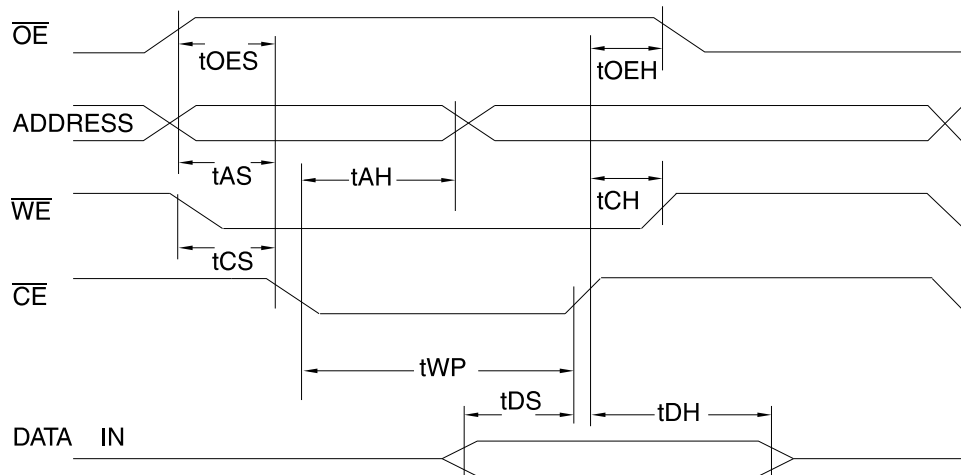 OE
tOES
tOEH
ADDRESS
tAS
tAH
tCH
WE
tCS
CE
tWP
tDS
tDH
DATA IN